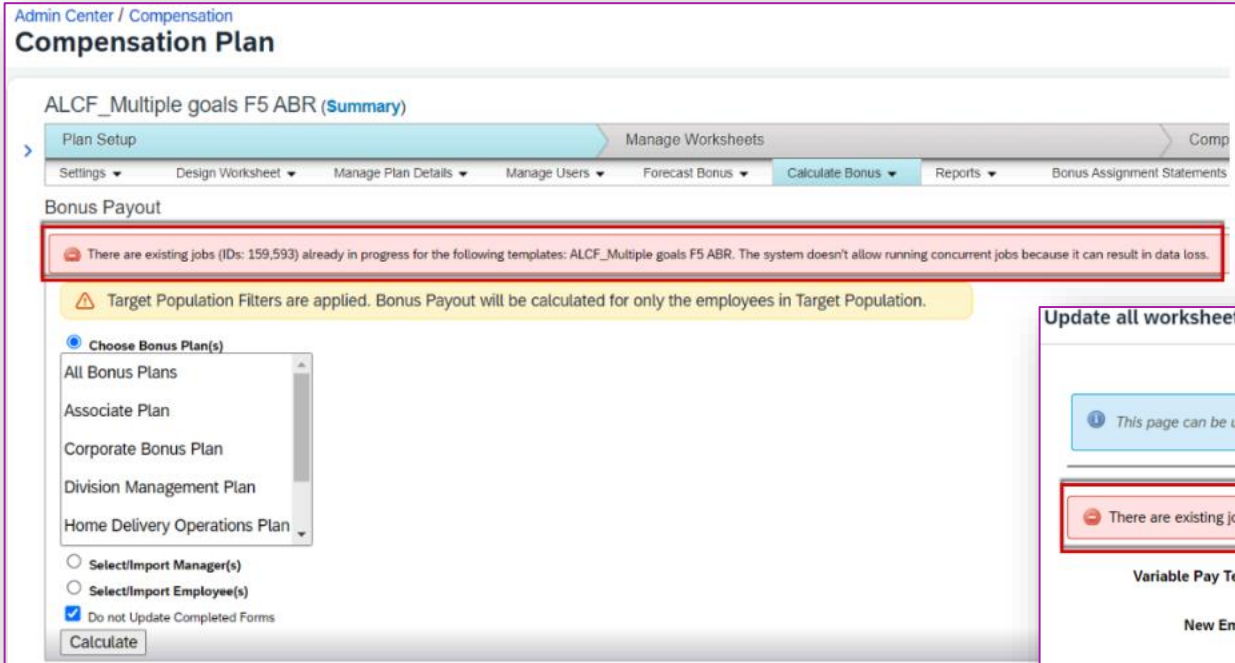 Admin Center / Compensation
Compensation Plan
ALCF_Multiple goals F5 ABR (Summary)
Plan Setup
Manage Worksheets
Comp
Settings
Design Worksheet
Manage Plan Details
Manage Users
Forecast Bonus
Calculate Bonus
Reports
Bonus Assignment Statements
Bonus Payout
There are existing jobs (IDs: 159,593) already in progress for the following templates: ALCF_Multiple goals F5 ABR. The system doesn't allow running concurrent jobs because it can result in data loss.
Target Population Filters are applied. Bonus Payout will be calculated for only the employees in Target Population.
Choose Bonus Plan(s)
All Bonus Plans
Associate Plan
Corporate Bonus Plan
Division Management Plan
Home Delivery Operations Plan
Select/Import Manager(s)
Select/Import Employee(s)
Do not Update Completed Forms
Calculate
Update all workshee
This page can be
There are existing
Variable Pay
New